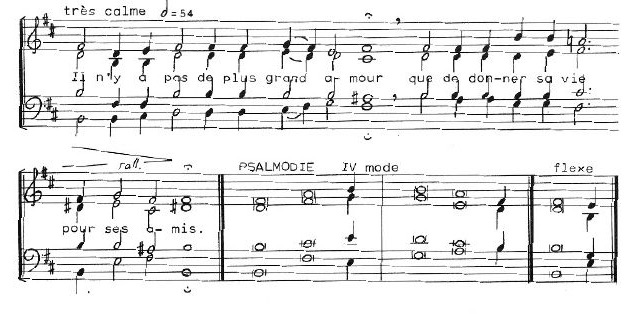 très calme ♩=54
Il n'y a pas de plus grand a- mour que de don-ner sa vie
rall. PSALMODIE IV mode flexe
pour ses a-mis.